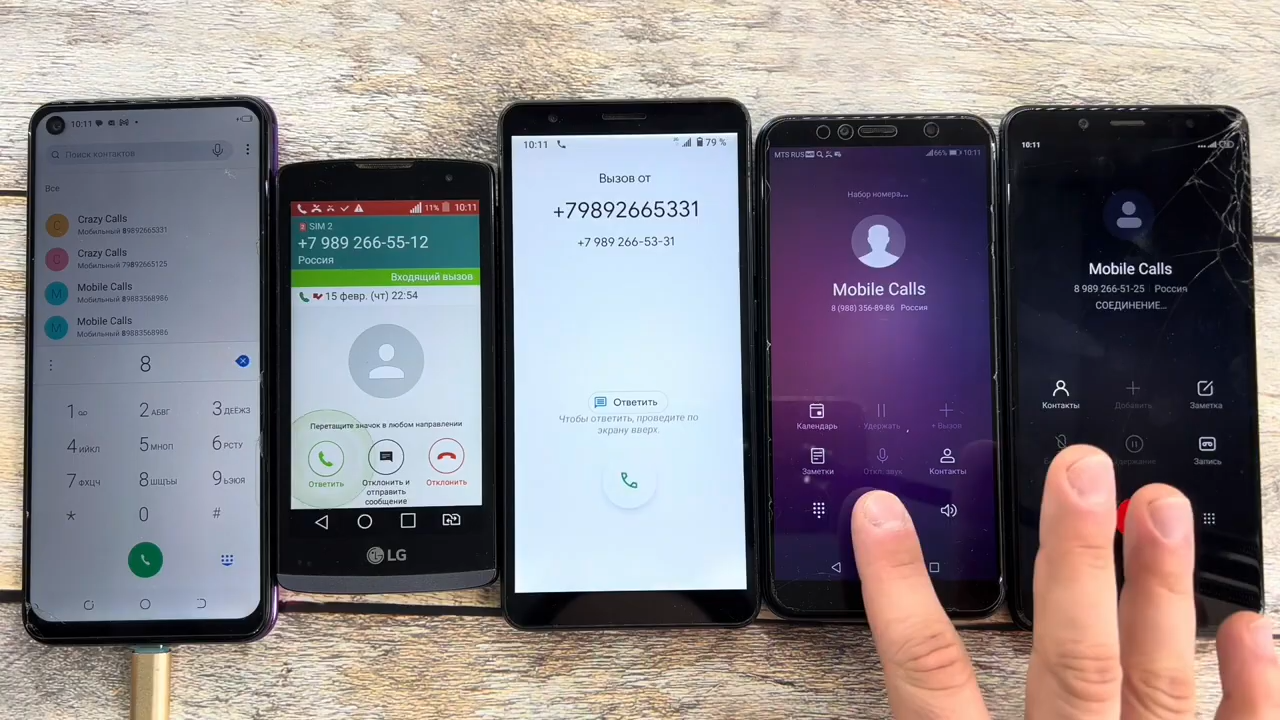 10:11
Поиск контактов
Все
C
Crazy Calls
Мобильный 89892665331
C
Crazy Calls
Мобильный 79892665125
M
Mobile Calls
Мобильный 89883568986
M
Mobile Calls
Мобильный 89883568986
8
1 2 АБВГ 3 ДЕЁЖЗ
4 ИЙКЛ 5 МНОП 6 РСТУ
7 ФХЦЧ 8 ШЩЪЫ 9 ЬЭЮЯ
* 0 #
11% 10:11
2 SIM 2
+7 989 266-55-12
Россия
Входящий вызов
15 февр. (чт) 22:54
Перетащите значок в любом направлении
Ответить
Отклонить и отправить сообщение
Отклонить
LG
10:11 79 %
Вызов от
+79892665331
+7 989 266-53-31
Ответить
Чтобы ответить, проведите по
экрану вверх.
MTS RUS 66% 10:11
Набор номера...
Mobile Calls
8 (988) 356-89-86 Россия
Календарь Удержать + Вызов
Заметки Откл. звук Контакты
10:11
Mobile Calls
8 989 266-51-25 Россия
СОЕДИНЕНИЕ...
Контакты Добавить Заметка
Запись